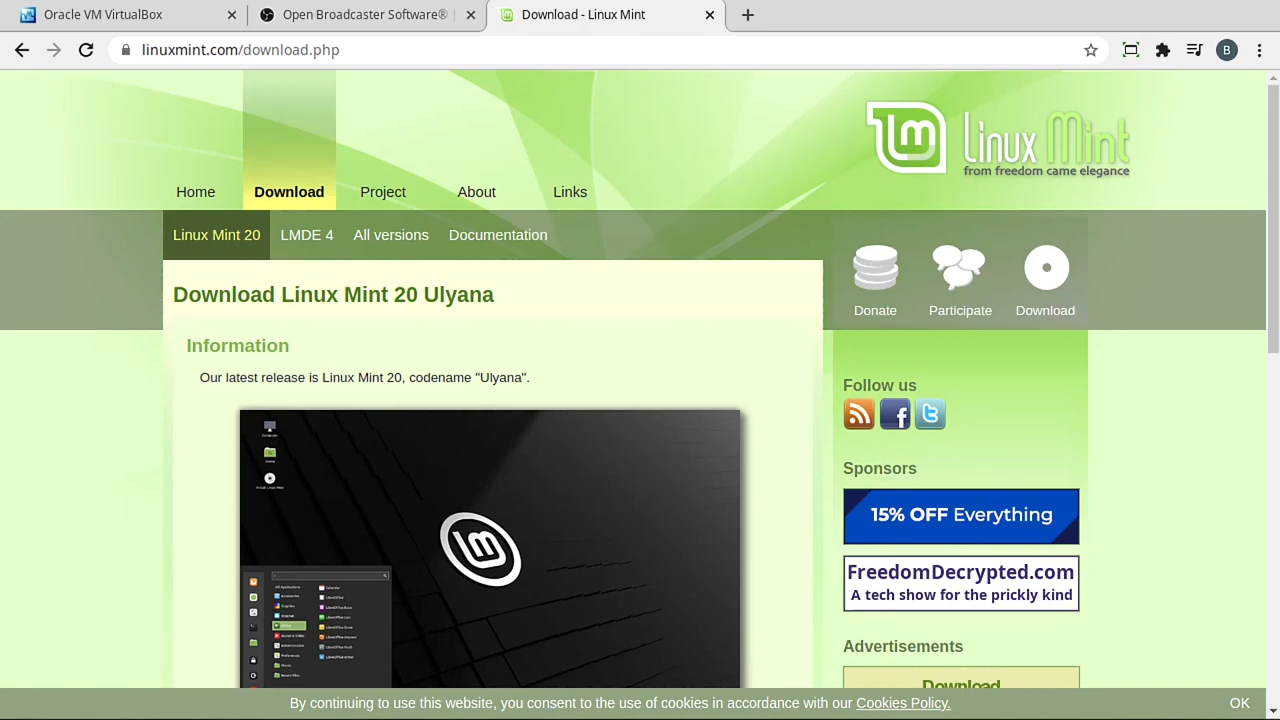 Oracle VM VirtualBox
Open Broadcaster Software® |
Download - Linux Mint
linuxmint.com/download.php
B
Linux Mint
from freedom came elegance
Home
Download
Project
About
Links
Linux Mint 20
LMDE 4
All versions
Documentation
Donate
Participate
Download
Download Linux Mint 20 Ulyana
Information
Our latest release is Linux Mint 20, codename "Ulyana".
Follow us
Sponsors
15% OFF Everything
FreedomDecrypted.com
A tech show for the prickly kind
Advertisements
Download
By continuing to use this website, you consent to the use of cookies in accordance with our Cookies Policy.
OK